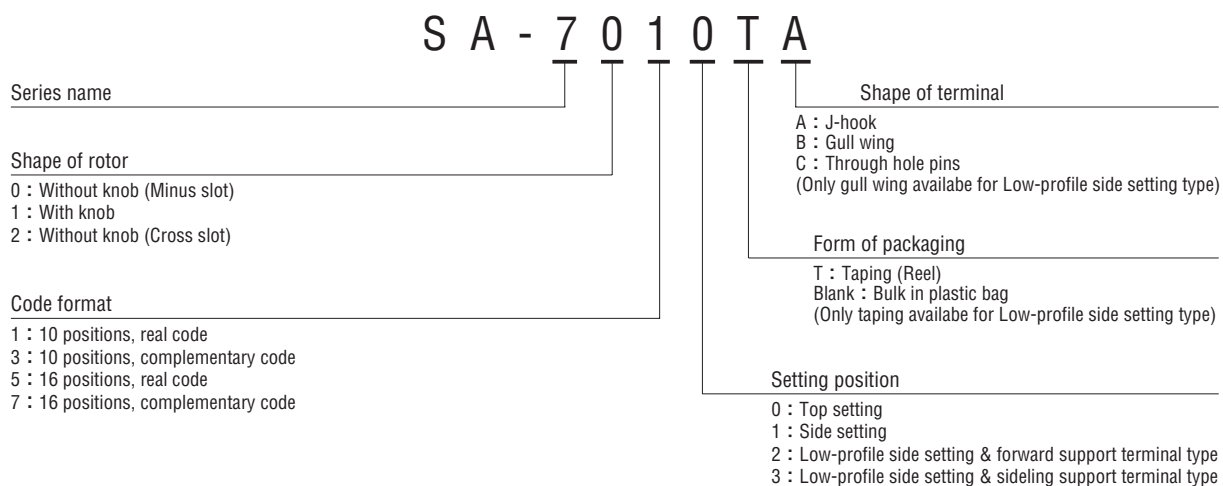 SA-7010TA
Series name
Shape of rotor
0 : Without knob (Minus slot)
1 : With knob
2 : Without knob (Cross slot)
Code format
1 : 10 positions, real code
3 : 10 positions, complementary code
5 : 16 positions, real code
7 : 16 positions, complementary code
Shape of terminal
A : J-hook
B : Gull wing
C : Through hole pins
(Only gull wing availabe for Low-profile side setting type)
Form of packaging
T : Taping (Reel)
Blank : Bulk in plastic bag
(Only taping availabe for Low-profile side setting type)
Setting position
0 : Top setting
1 : Side setting
2 : Low-profile side setting & forward support terminal type
3 : Low-profile side setting & sideling support terminal type